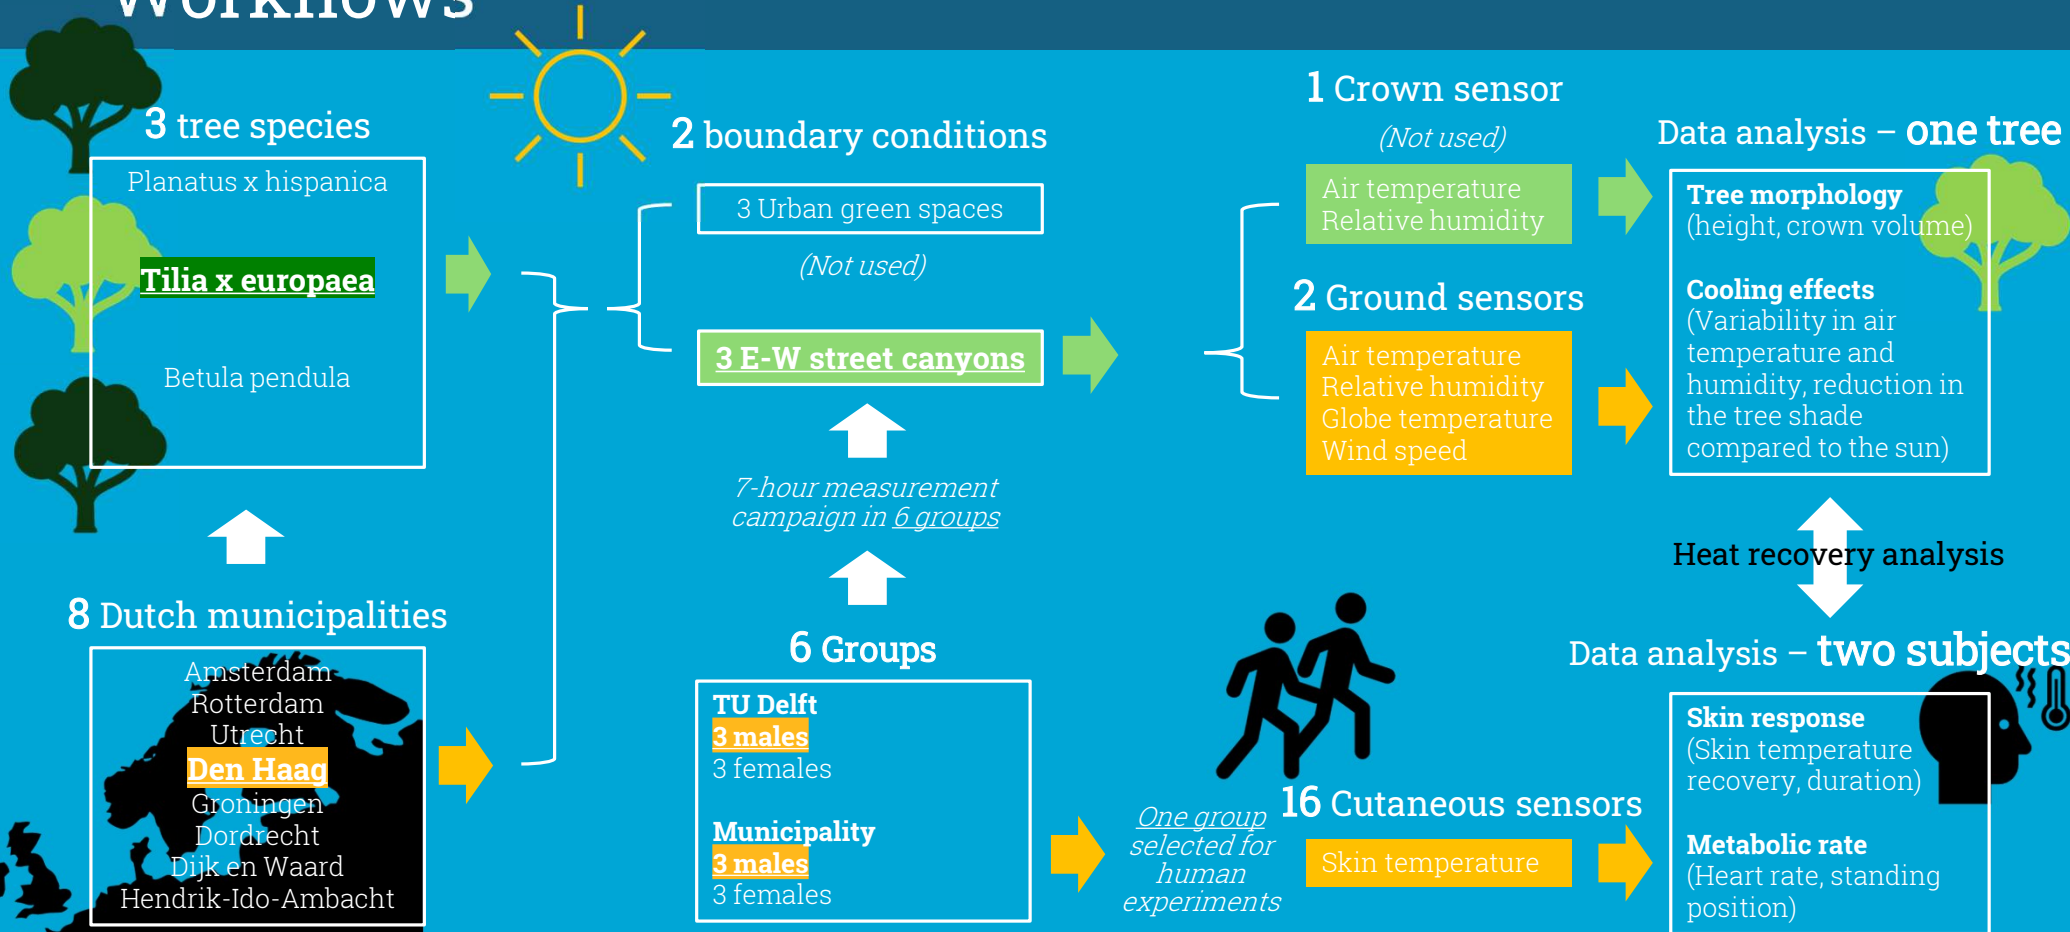 Workflows
3 tree species
Planatus x hispanica
Tilia x europaea
Betula pendula
8 Dutch municipalities
Amsterdam
Rotterdam
Utrecht
Den Haag
Groningen
Dordrecht
Dijk en Waard
Hendrik-Ido-Ambacht
2 boundary conditions
3 Urban green spaces
(Not used)
3 E-W street canyons
7-hour measurement
campaign in 6 groups
6 Groups
TU Delft
3 males
3 females
Municipality
3 males
3 females
One group
selected for
human
experiments
1 Crown sensor
(Not used)
Air temperature
Relative humidity
2 Ground sensors
Air temperature
Relative humidity
Globe temperature
Wind speed
16 Cutaneous sensors
Skin temperature
Data analysis – one tree
Tree morphology
(height, crown volume)
Cooling effects
(Variability in air
temperature and
humidity, reduction in
the tree shade
compared to the sun)
Heat recovery analysis
Data analysis – two subjects
Skin response
(Skin temperature
recovery, duration)
Metabolic rate
(Heart rate, standing
position)